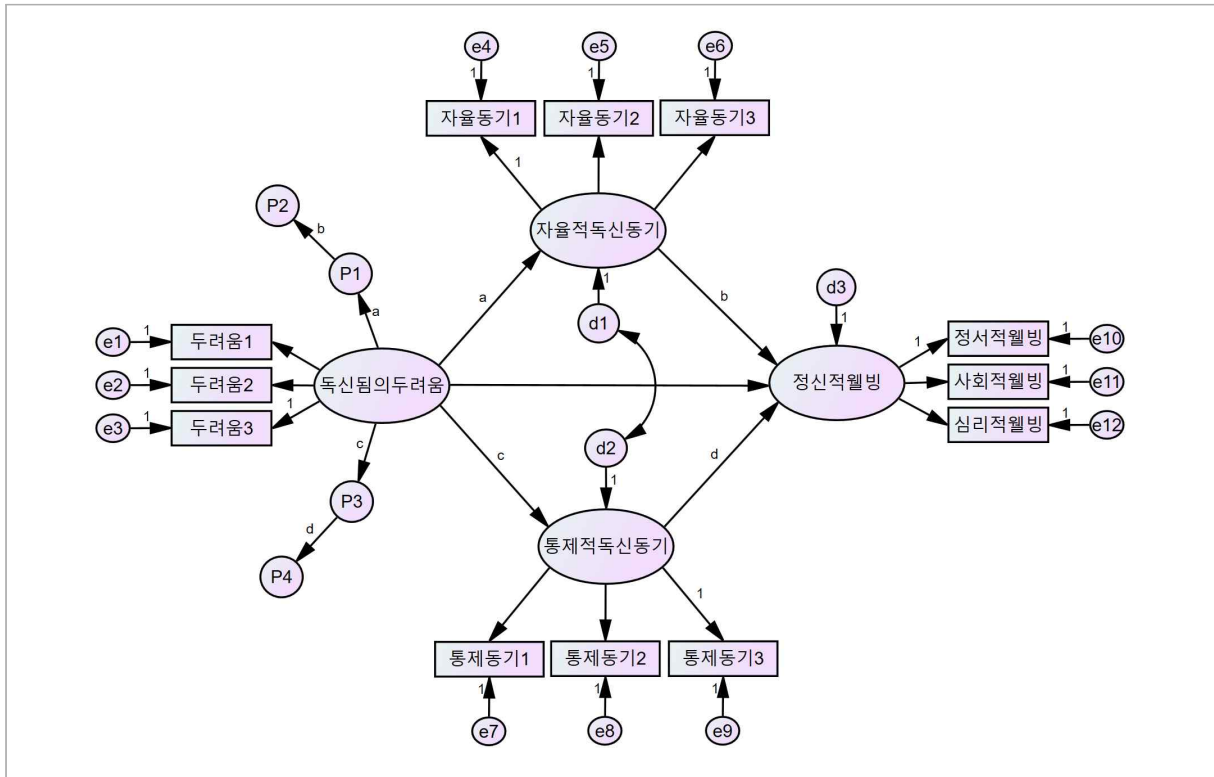 e4
e5
e6
1
1
1
자율동기1
자율동기2
자율동기3
1
P2
b
P1
a
자율적독신동기
a
b
1
d1
d3
1
e1
1
두려움1
e2
1
두려움2
e3
1
두려움3
1
독신됨의두려움
정신적웰빙
1
정서적웰빙
1
e10
사회적웰빙
1
e11
심리적웰빙
1
e12
c
P3
d
P4
c
d2
1
d
통제적독신동기
1
통제동기1
통제동기2
통제동기3
1
1
1
e7
e8
e9